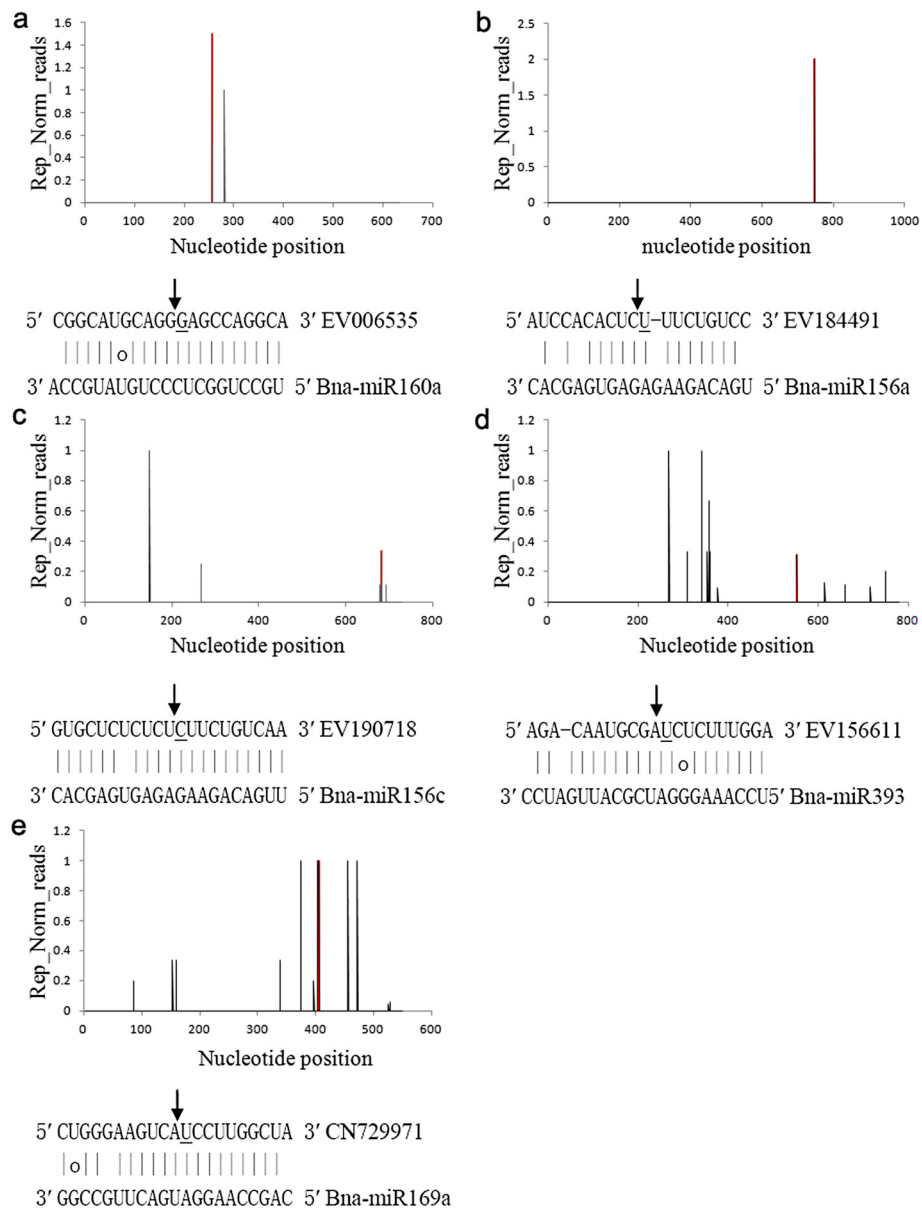 a
Rep_Norm_reads
1.6
1.4
1.2
1
0.8
0.6
0.4
0.2
0
0 100 200 300 400 500 600 700
Nucleotide position
5′ CGGCAUGCAGGGAGCCAGGCA 3′ EV006535
o
3′ ACCGUAUGUCCCUCGGUCCGU 5′ Bna-miR160a
b
Rep_Norm_reads
2.5
2
1.5
1
0.5
0
0 200 400 600 800 1000
nucleotide position
5′ AUCCACACUCU-UUCUGUCC 3′ EV184491
3′ CACGAGUGAGAGAAGACAGU 5′ Bna-miR156a
c
Rep_Norm_reads
1.2
1
0.8
0.6
0.4
0.2
0
0 200 400 600 800
Nucleotide position
5′ GUGCUCUCUCUCUUCUGUCAA 3′ EV190718
3′ CACGAGUGAGAGAAGACAGUU 5′ Bna-miR156c
d
Rep_Norm_reads
1.2
1
0.8
0.6
0.4
0.2
0
0 200 400 600 800
Nucleotide position
5′ AGA-CAAUGCGAUCUCUUUGGA 3′ EV156611
o
3′ CCUAGUUACGCUAGGGAAACCU5′ Bna-miR393
e
Rep_Norm_reads
1.2
1
0.8
0.6
0.4
0.2
0
0 100 200 300 400 500 600
Nucleotide position
5′ CUGGGAAGUCAUCCUUGGCUA 3′ CN729971
o
3′ GGCCGUUCAGUAGGAACCGAC 5′ Bna-miR169a